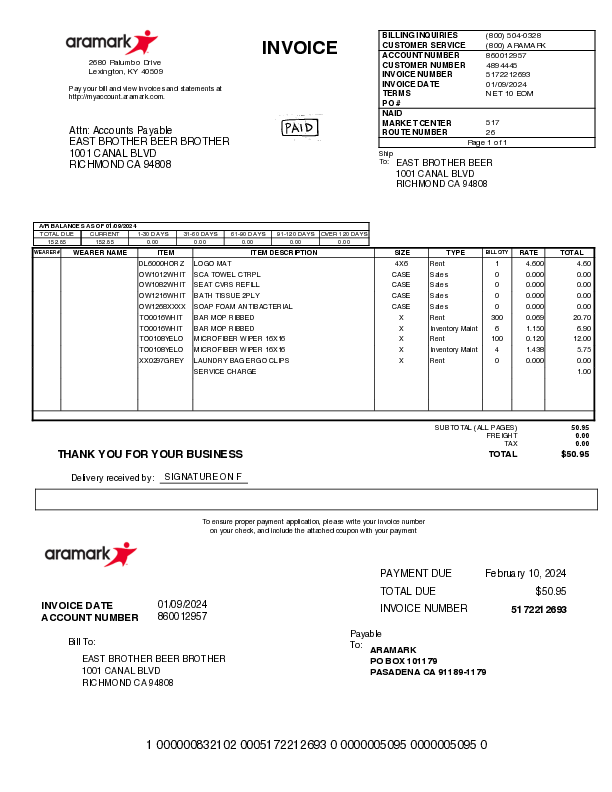 aramark
2680 Palumbo Drive
Lexington, KY 40509
Pay your bill and view invoices and statements at
http://myaccount.aramark.com.
INVOICE
BILLING INQUIRIES (800) 504-0328
CUSTOMER SERVICE (800) ARAMARK
ACCOUNT NUMBER 860012957
CUSTOMER NUMBER 4894445
INVOICE NUMBER 5172212693
INVOICE DATE 01/09/2024
TERMS NET 10 EOM
PO #
NAID
MARKET CENTER 517
ROUTE NUMBER 26
Page 1 of 1
Attn: Accounts Payable
EAST BROTHER BEER BROTHER
1001 CANAL BLVD
RICHMOND CA 94808
PAID
Ship
To: EAST BROTHER BEER
1001 CANAL BLVD
RICHMOND CA 94808
A/R BALANCES AS OF 01/09/2024
TOTAL DUE CURRENT 1-30 DAYS 31-60 DAYS 61-90 DAYS 91-120 DAYS OVER 120 DAYS
152.85 152.85 0.00 0.00 0.00 0.00 0.00
WEARER# WEARER NAME ITEM ITEM DESCRIPTION SIZE TYPE BILL QTY RATE TOTAL
DL6000HORZ LOGO MAT 4X6 Rent 1 4.600 4.60
OW1012WHIT SCA TOWEL CTRPL CASE Sales 0 0.000 0.00
OW1082WHIT SEAT CVRS REFILL CASE Sales 0 0.000 0.00
OW1216WHIT BATH TISSUE 2PLY CASE Sales 0 0.000 0.00
OW1268XXXX SOAP FOAM ANTIBACTERIAL CASE Sales 0 0.000 0.00
TO0016WHIT BAR MOP RIBBED X Rent 300 0.069 20.70
TO0016WHIT BAR MOP RIBBED X Inventory Maint 6 1.150 6.90
TO0108YELO MICROFIBER WIPER 16X16 X Rent 100 0.120 12.00
TO0108YELO MICROFIBER WIPER 16X16 X Inventory Maint 4 1.438 5.75
XX0297GREY LAUNDRY BAG ERGO CLIPS X Rent 0 0.000 0.00
SERVICE CHARGE 1.00
SUBTOTAL (ALL PAGES) 50.95
FREIGHT 0.00
TAX 0.00
THANK YOU FOR YOUR BUSINESS TOTAL $50.95
Delivery received by: SIGNATURE ON F
To ensure proper payment application, please write your invoice number
on your check, and include the attached coupon with your payment
aramark
PAYMENT DUE February 10, 2024
TOTAL DUE $50.95
INVOICE NUMBER 5172212693
INVOICE DATE 01/09/2024
ACCOUNT NUMBER 860012957
Bill To:
EAST BROTHER BEER BROTHER
1001 CANAL BLVD
RICHMOND CA 94808
Payable
To: ARAMARK
PO BOX 101179
PASADENA CA 91189-1179
1 000000832102 0005172212693 0 0000005095 0000005095 0